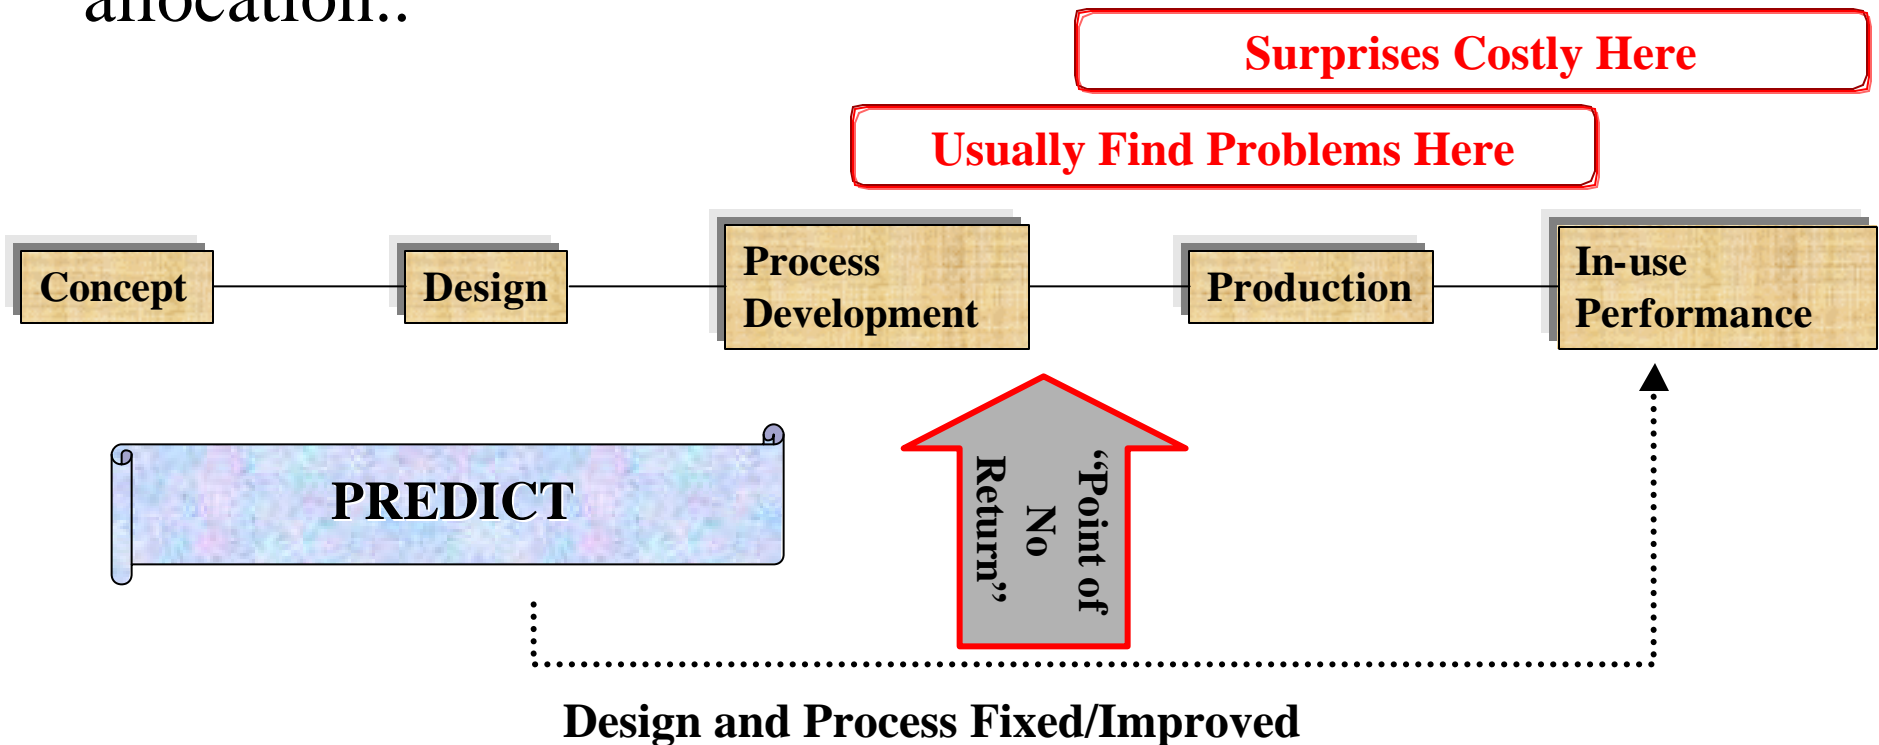 allocation..
Surprises Costly Here
Usually Find Problems Here
Concept
Design
Process
Development
Production
In-use
Performance
PREDICT
“Point of
No
Return”
Design and Process Fixed/Improved